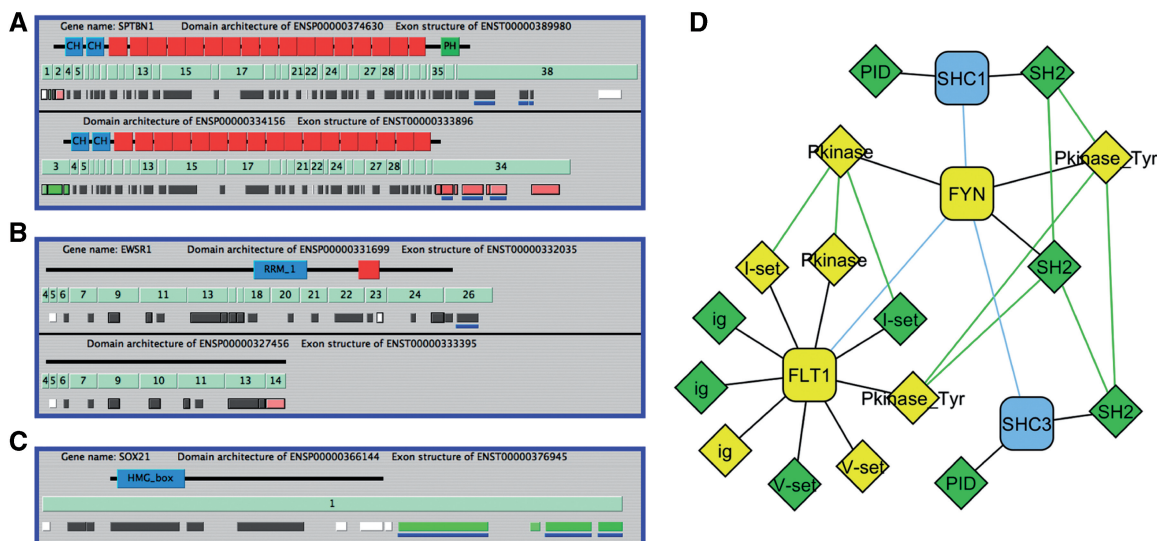 A
Gene name: SPTBN1 Domain architecture of ENSP00000374630 Exon structure of ENST00000389980
CH CH PH
1 2 4 5 13 15 17 21 22 24 27 28 35 38
Domain architecture of ENSP00000334156 Exon structure of ENST00000333896
CH CH
3 4 5 13 15 17 21 22 24 27 28 34
B
Gene name: EWSR1 Domain architecture of ENSP00000331699 Exon structure of ENST00000332035
RRM_1
4 5 6 7 9 11 13 18 20 21 22 23 24 26
Domain architecture of ENSP00000327456 Exon structure of ENST00000333395
4 5 6 7 9 10 11 13 14
C
Gene name: SOX21 Domain architecture of ENSP00000366144 Exon structure of ENST00000376945
HMG_box
1
D
PID
SHC1
SH2
Pkinase
Pkinase_Tyr
FYN
I-set
Pkinase
SH2
ig
I-set
FLT1
ig
Pkinase_Tyr
SHC3
SH2
ig
V-set
V-set
PID